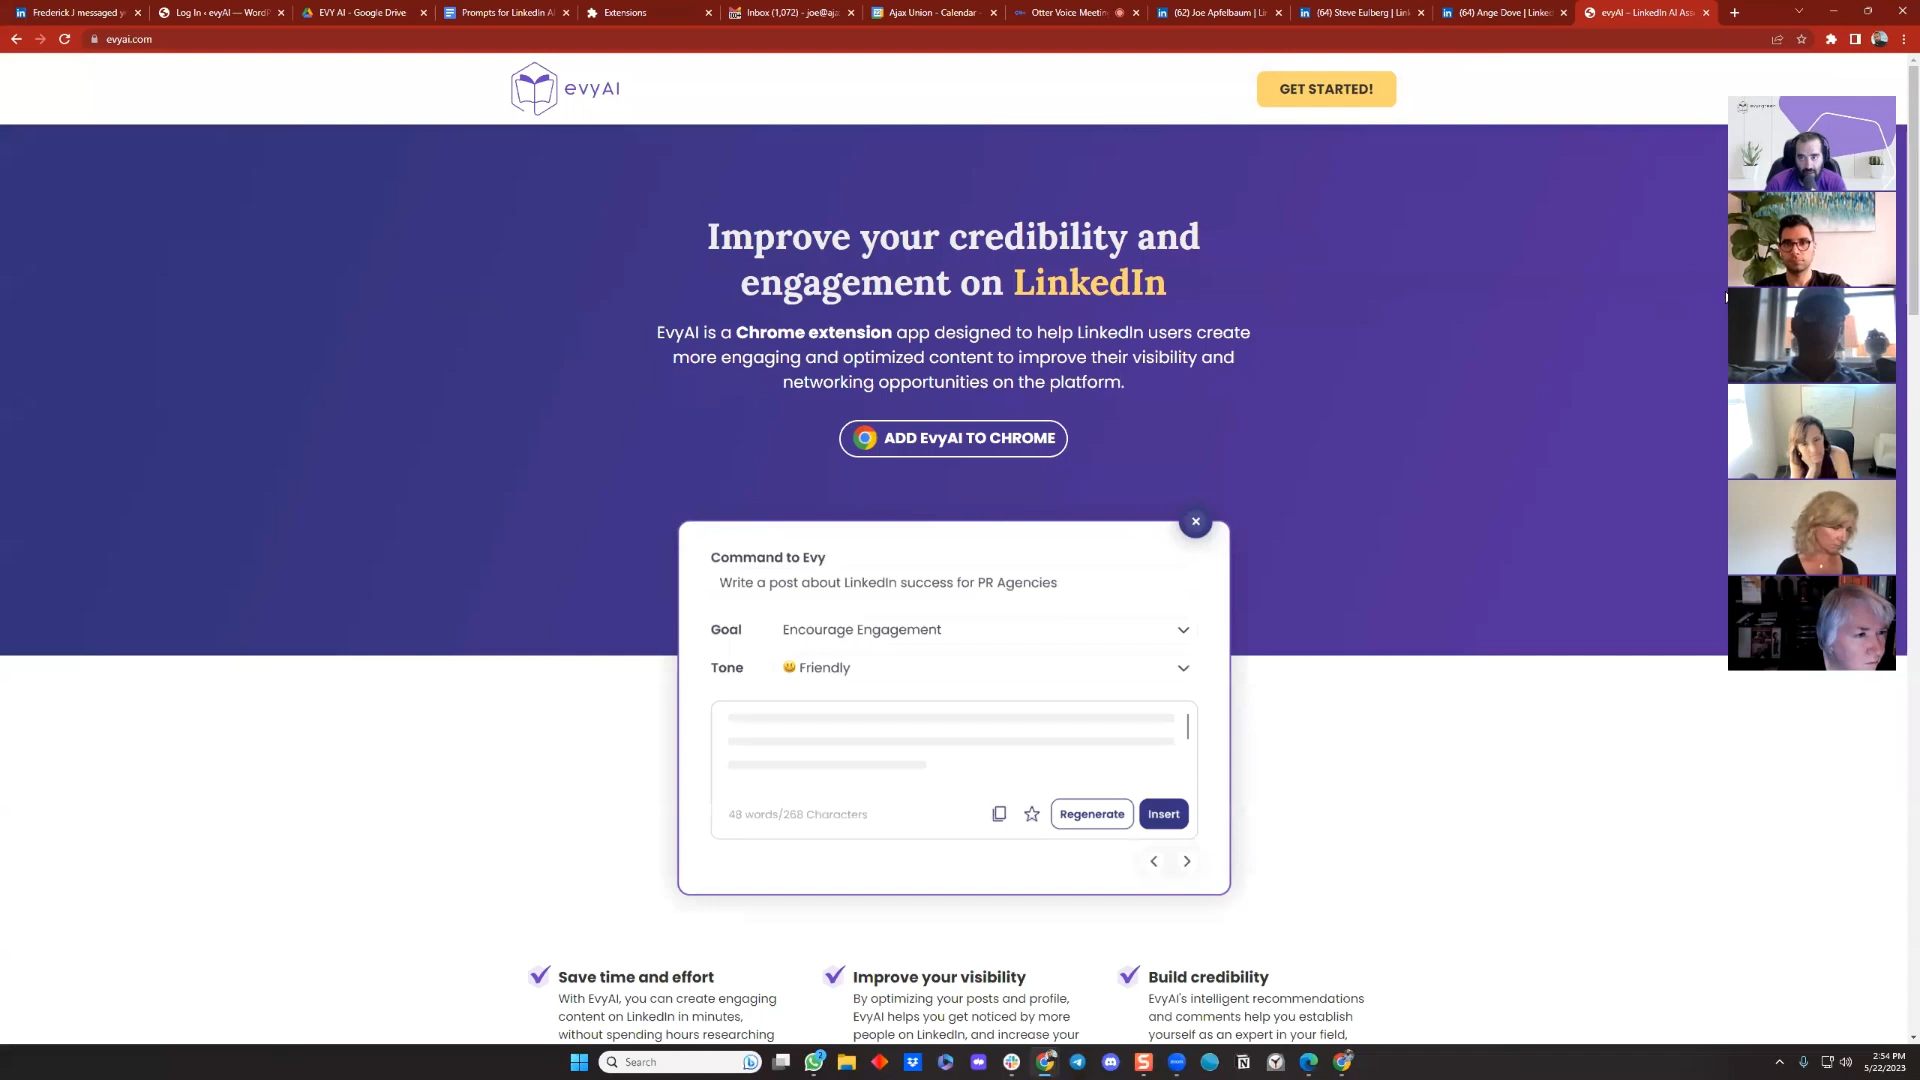 Frederick J messaged y
Log In ‹ evyAI — WordP
EVY AI - Google Drive
Prompts for LinkedIn AI
Extensions
Inbox (1,072) - joe@aja
Ajax Union - Calendar
Otter Voice Meetin
(62) Joe Apfelbaum | Li
(64) Steve Eulberg | Link
(64) Ange Dove | Linked
evyAI – LinkedIn AI Ass
evyai.com
evyAI
GET STARTED!
Improve your credibility and
engagement on LinkedIn
EvyAI is a Chrome extension app designed to help LinkedIn users create
more engaging and optimized content to improve their visibility and
networking opportunities on the platform.
ADD EvyAI TO CHROME
Command to Evy
Write a post about LinkedIn success for PR Agencies
Goal Encourage Engagement
Tone 😃 Friendly
48 words/268 Characters
Regenerate
Insert
Save time and effort
With EvyAI, you can create engaging
content on LinkedIn in minutes,
without spending hours researching
Improve your visibility
By optimizing your posts and profile,
EvyAI helps you get noticed by more
people on LinkedIn, and increase your
Build credibility
EvyAI's intelligent recommendations
and comments help you establish
yourself as an expert in your field,
Search
2
2:54 PM
5/22/2023